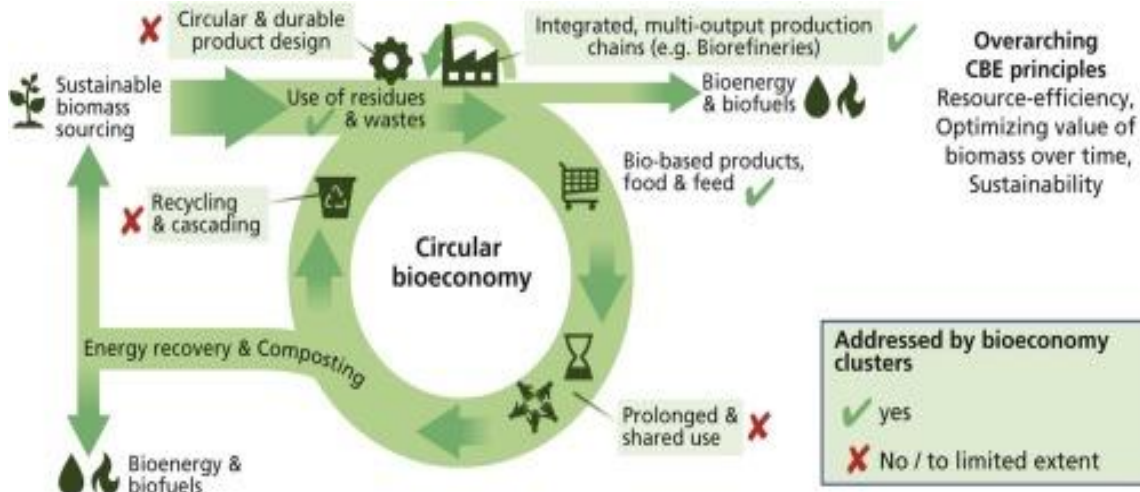 Circular & durable
product design
Integrated, multi-output production
chains (e.g. Biorefineries)
Overarching
CBE principles
Resource-efficiency,
Optimizing value of
biomass over time,
Sustainability
Sustainable
biomass
sourcing
Use of residues
& wastes
Bioenergy
& biofuels
Bio-based products,
food & feed
Recycling
& cascading
Circular
bioeconomy
Energy recovery & Composting
Prolonged &
shared use
Bioenergy &
biofuels
Addressed by bioeconomy
clusters
yes
No / to limited extent